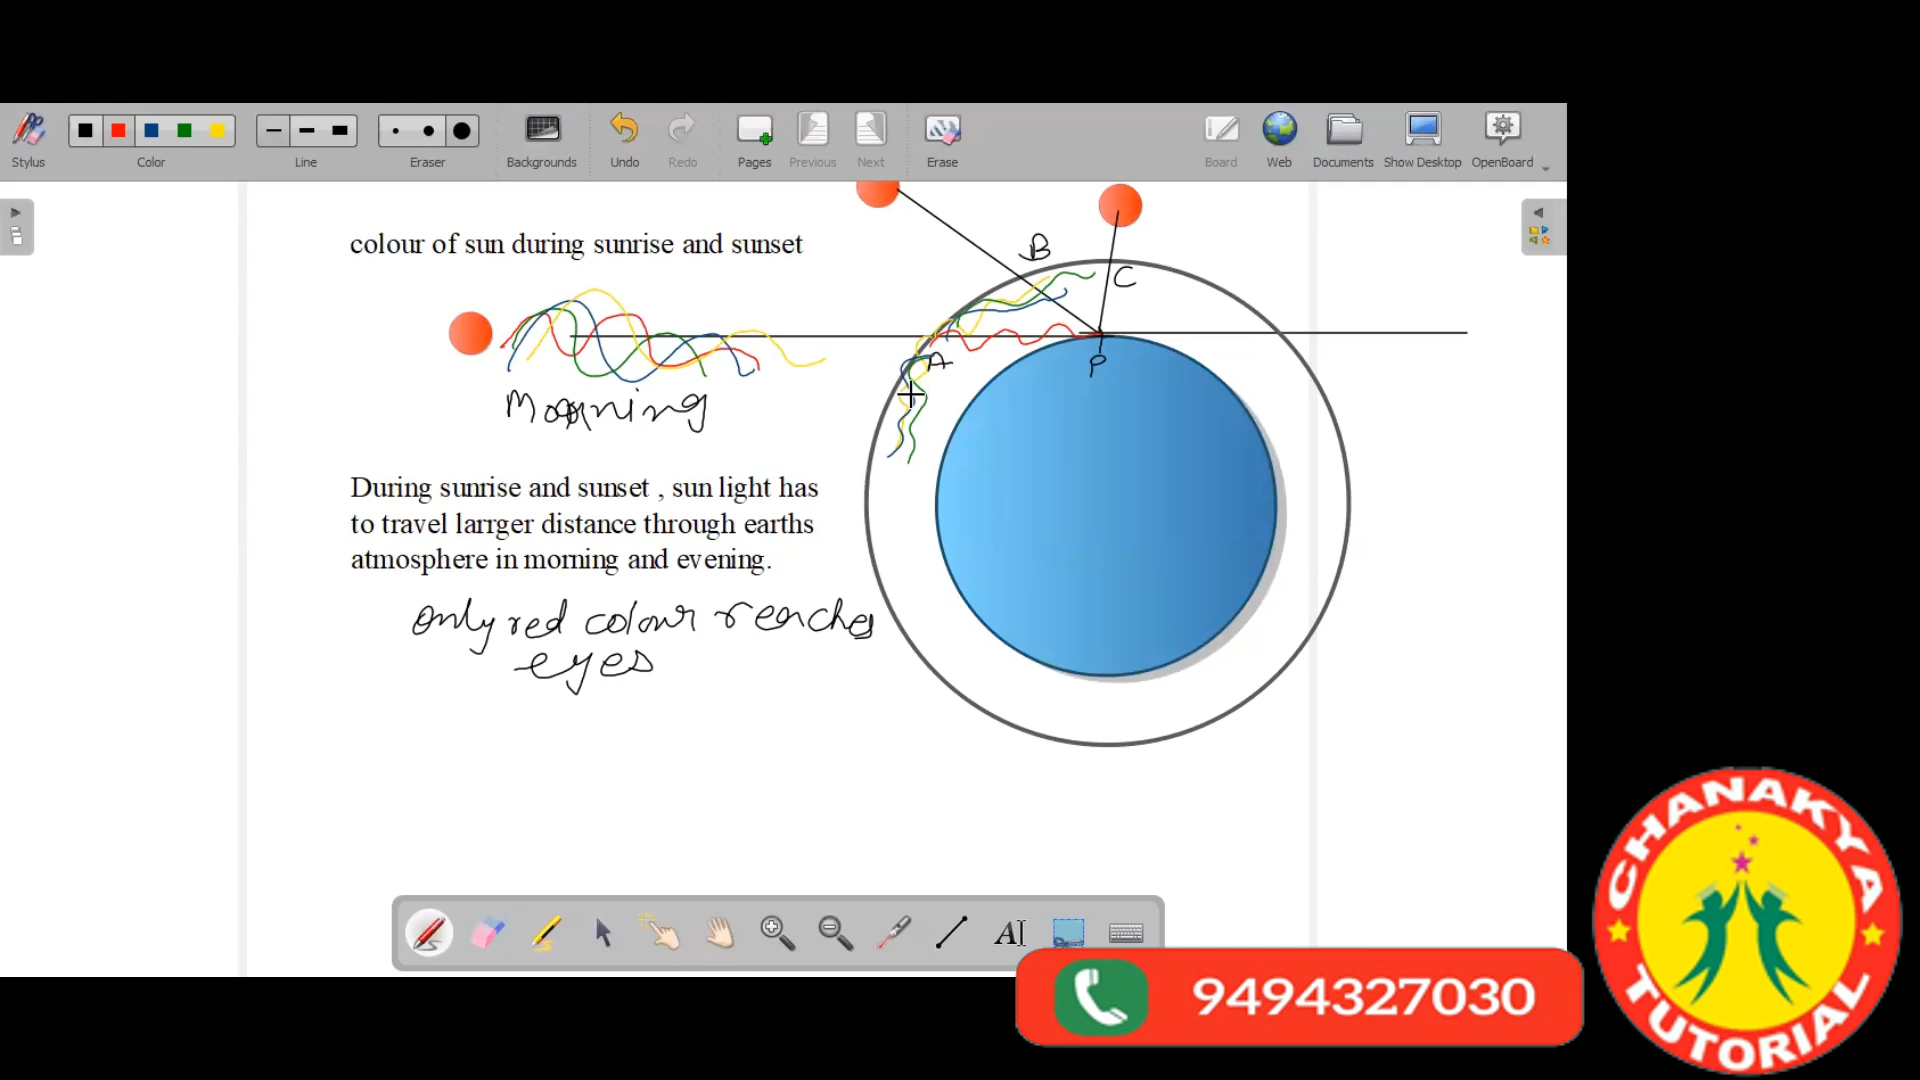 Stylus Color Line Eraser Backgrounds Undo Redo Pages Previous Next Erase Board Web Documents Show Desktop OpenBoard
colour of sun during sunrise and sunset
B
C
A
P
Morning
During sunrise and sunset , sun light has
to travel larrger distance through earths
atmosphere in morning and evening.
only red colour reaches
eyes
9494327030
CHANAKYA
TUTORIAL